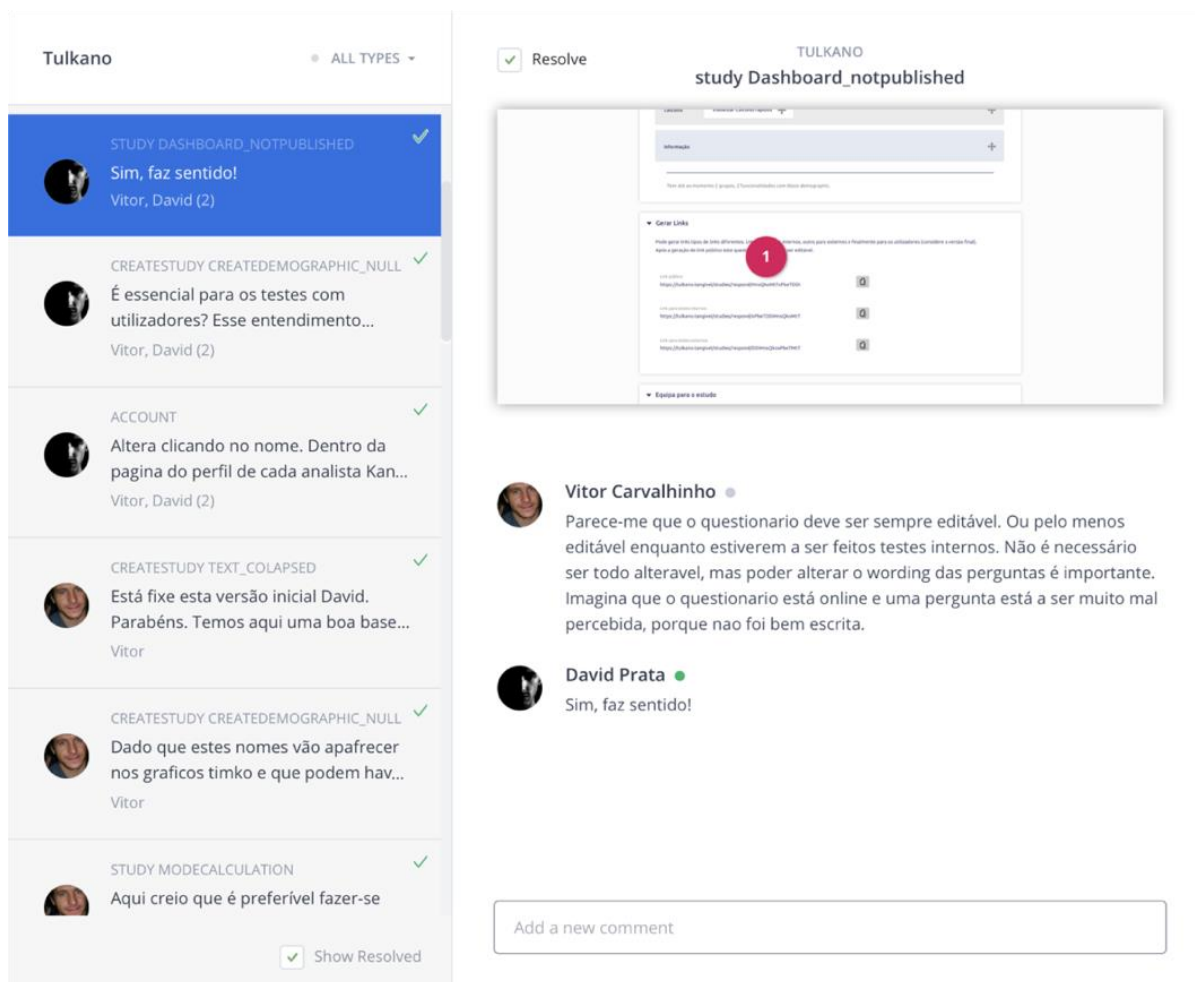 Tulkano
ALL TYPES
STUDY DASHBOARD_NOTPUBLISHED
Sim, faz sentido!
Vitor, David (2)
CREATESTUDY CREATEDEMOGRAPHIC_NULL
É essencial para os testes com
utilizadores? Esse entendimento...
Vitor, David (2)
ACCOUNT
Altera clicando no nome. Dentro da
pagina do perfil de cada analista Kan...
Vitor, David (2)
CREATESTUDY TEXT_COLAPSED
Está fixe esta versão inicial David.
Parabéns. Temos aqui uma boa base...
Vitor
CREATESTUDY CREATEDEMOGRAPHIC_NULL
Dado que estes nomes vão apafrecer
nos graficos timko e que podem hav...
Vitor
STUDY MODECALCULATION
Aqui creio que é preferível fazer-se
Show Resolved
Resolve
TULKANO
study Dashboard_notpublished
Informação
Gerar Links
1
Link público
Equipa para o estudo
Vitor Carvalhinho
Parece-me que o questionario deve ser sempre editável. Ou pelo menos
editável enquanto estiverem a ser feitos testes internos. Não é necessário
ser todo alteravel, mas poder alterar o wording das perguntas é importante.
Imagina que o questionario está online e uma pergunta está a ser muito mal
percebida, porque nao foi bem escrita.
David Prata
Sim, faz sentido!
Add a new comment